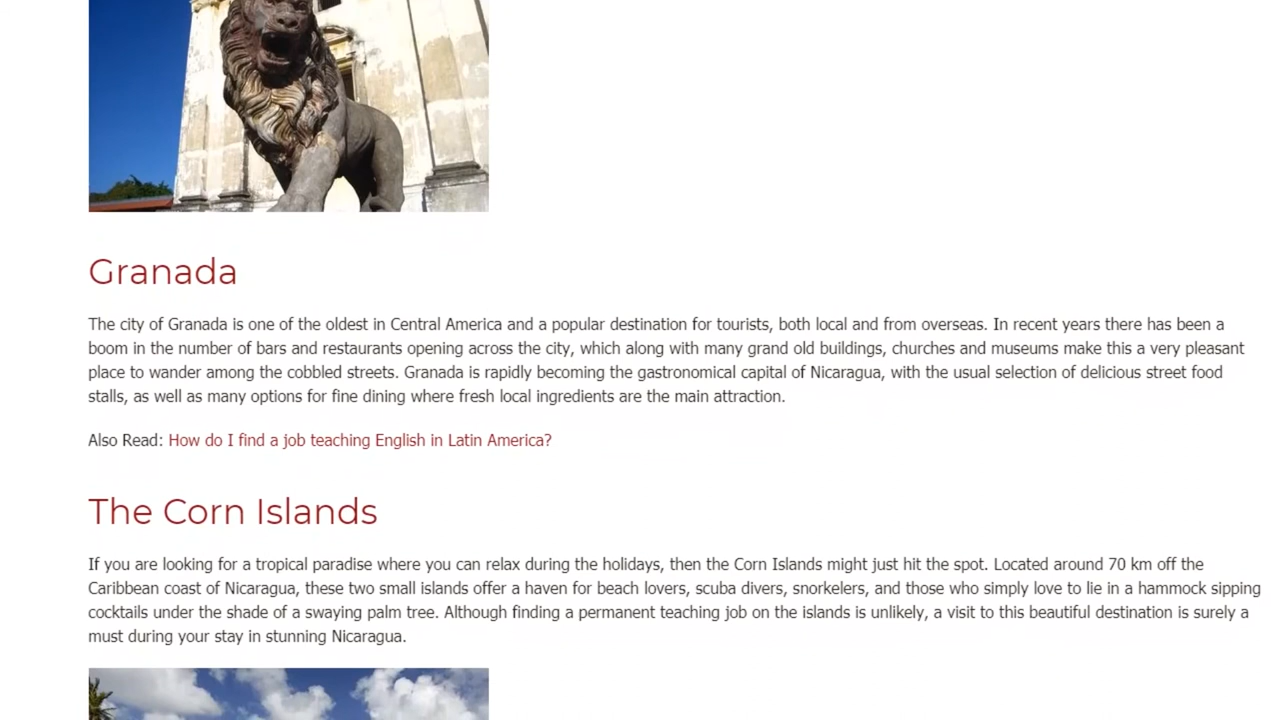 Granada
The city of Granada is one of the oldest in Central America and a popular destination for tourists, both local and from overseas. In recent years there has been a
boom in the number of bars and restaurants opening across the city, which along with many grand old buildings, churches and museums make this a very pleasant
place to wander among the cobbled streets. Granada is rapidly becoming the gastronomical capital of Nicaragua, with the usual selection of delicious street food
stalls, as well as many options for fine dining where fresh local ingredients are the main attraction.
Also Read: How do I find a job teaching English in Latin America?
The Corn Islands
If you are looking for a tropical paradise where you can relax during the holidays, then the Corn Islands might just hit the spot. Located around 70 km off the
Caribbean coast of Nicaragua, these two small islands offer a haven for beach lovers, scuba divers, snorkelers, and those who simply love to lie in a hammock sipping
cocktails under the shade of a swaying palm tree. Although finding a permanent teaching job on the islands is unlikely, a visit to this beautiful destination is surely a
must during your stay in stunning Nicaragua.